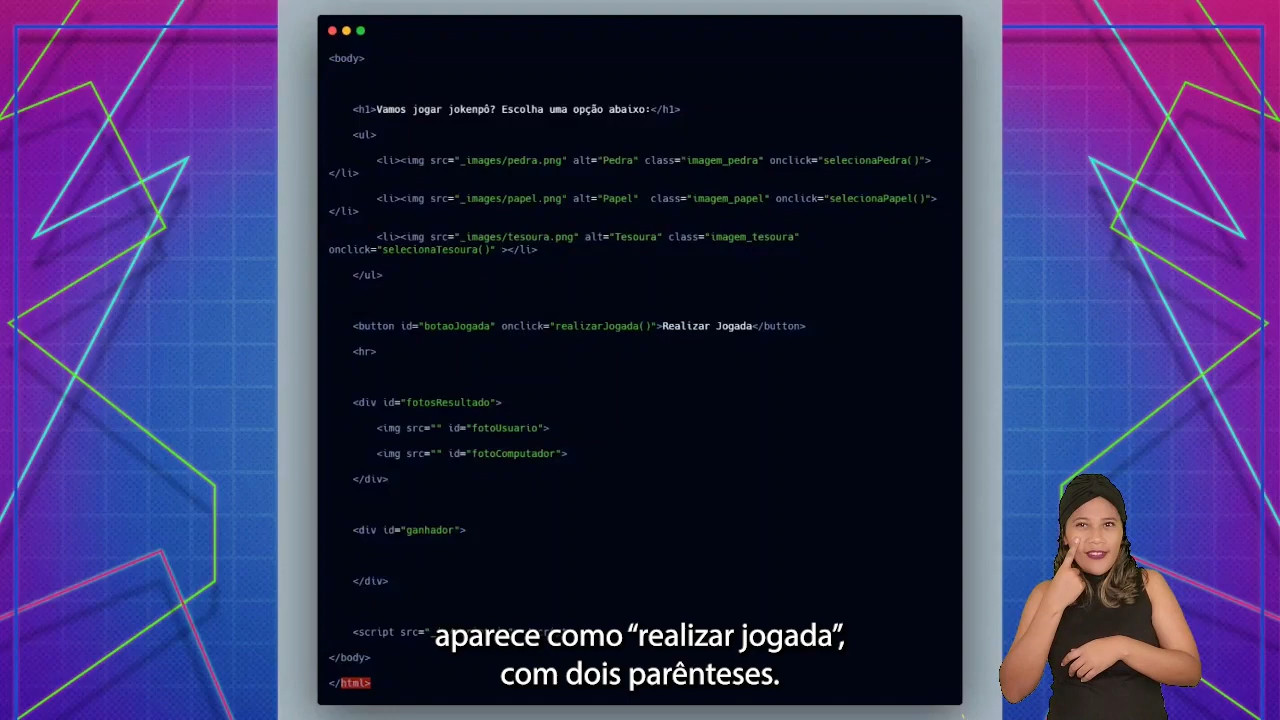 <body>
<h1>Vamos jogar jokenpô? Escolha uma opção abaixo:</h1>
<ul>
<li><img src="_images/pedra.png" alt="Pedra" class="imagem_pedra" onclick="selecionaPedra()">
</li>
<li><img src="_images/papel.png" alt="Papel"  class="imagem_papel" onclick="selecionaPapel()">
</li>
<li><img src="_images/tesoura.png" alt="Tesoura" class="imagem_tesoura"
onclick="selecionaTesoura()" ></li>
</ul>
<button id="botaoJogada" onclick="realizarJogada()">Realizar Jogada</button>
<hr>
<div id="fotosResultado">
<img src="" id="fotoUsuario">
<img src="" id="fotoComputador">
</div>
<div id="ganhador">
</div>
<script src="
aparece como “realizar jogada”,
</body>
com dois parênteses.
</html>